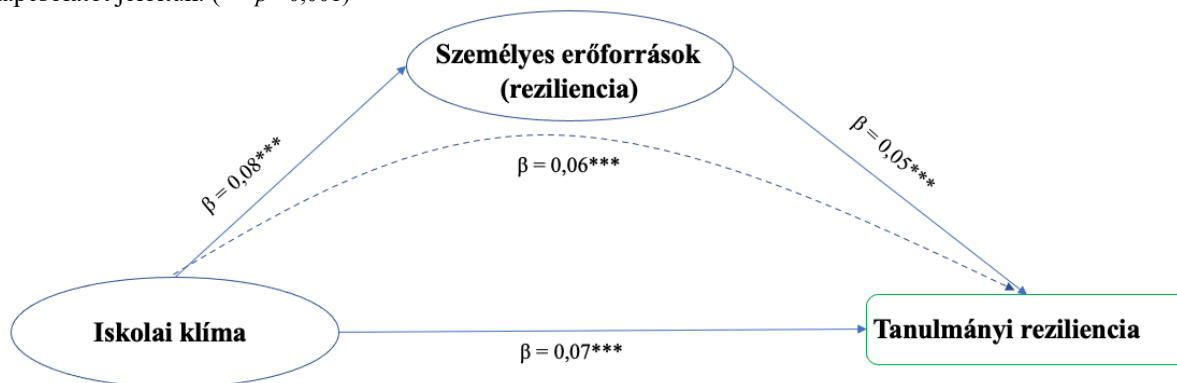 Személyes erőforrások
(reziliencia)
β = 0,08***
β = 0,06***
β = 0,05***
Iskolai klíma
Tanulmányi reziliencia
β = 0,07***